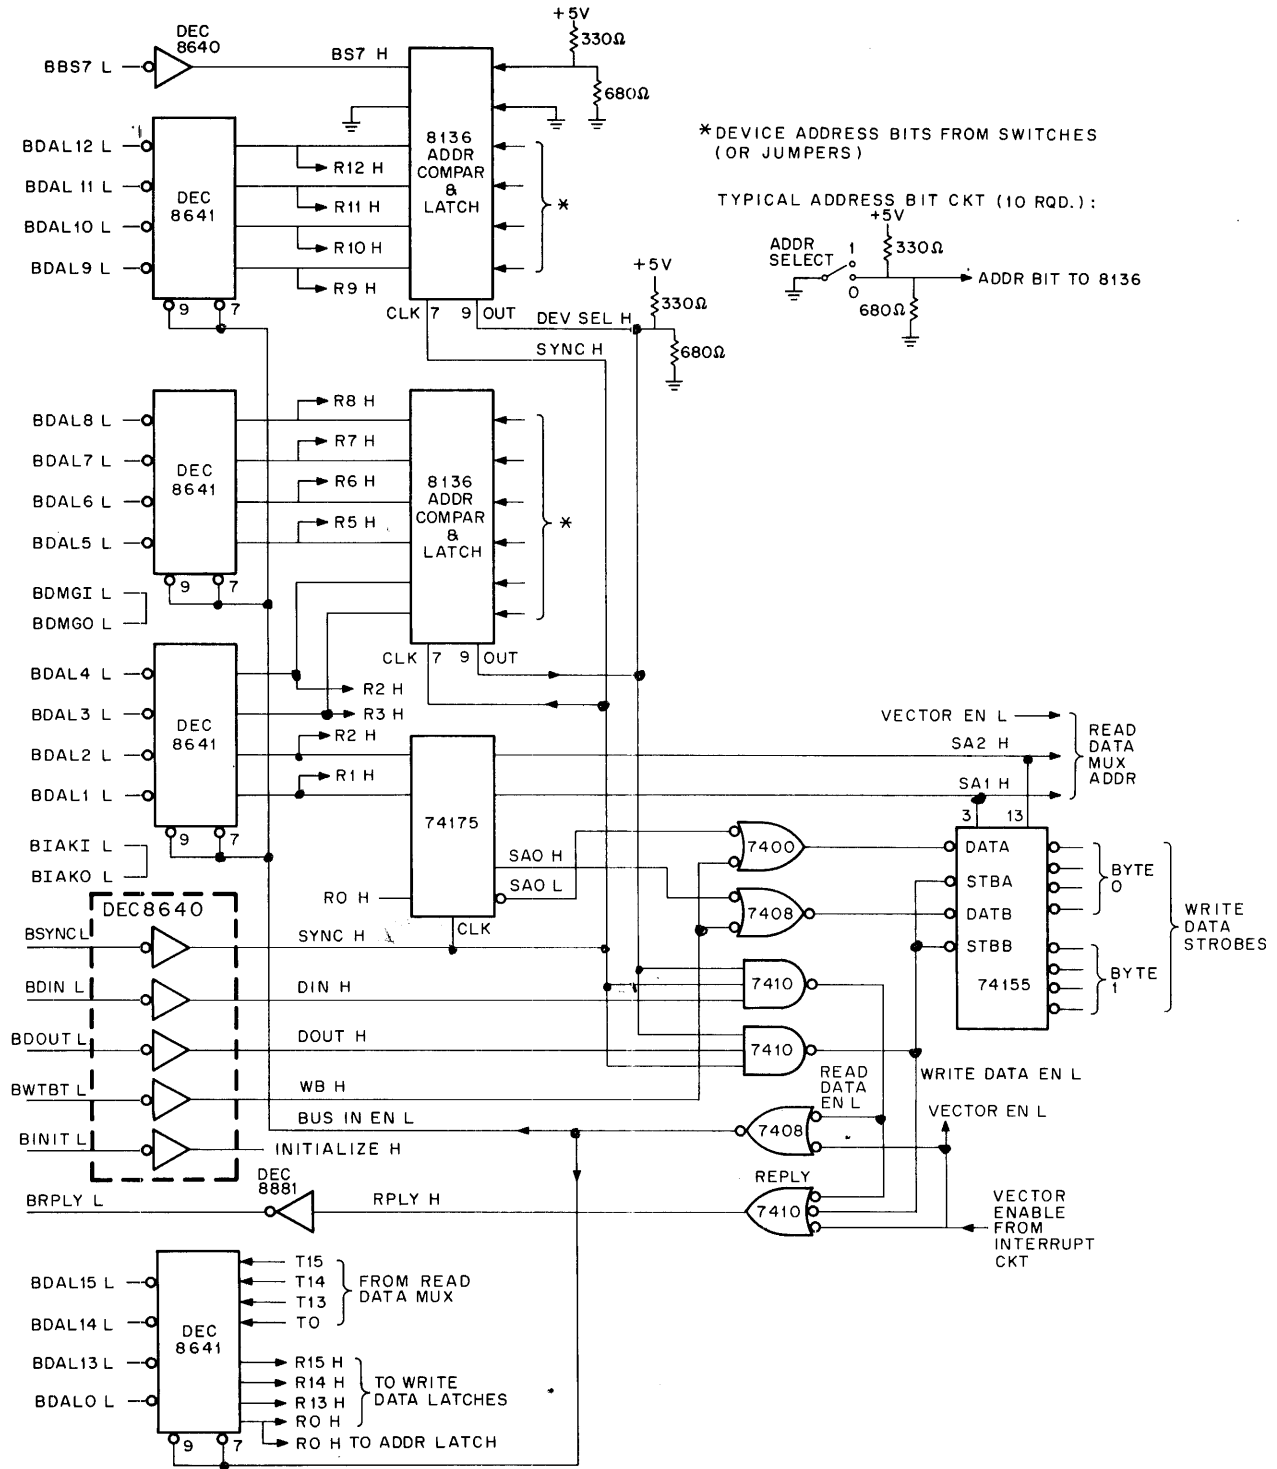 +5V
330Ω
680Ω
DEC
8640
BBS7 L
BS7 H
8136
ADDR
COMPAR
&
LATCH
*
BDAL12 L
BDAL 11 L
BDAL10 L
BDAL9 L
DEC
8641
R12 H
R11 H
R10 H
R9 H
9
7
CLK 7
9 OUT
*DEVICE ADDRESS BITS FROM SWITCHES
(OR JUMPERS)
TYPICAL ADDRESS BIT CKT (10 RQD.):
+5V
330Ω
ADDR
SELECT
1
0
ADDR BIT TO 8136
680Ω
+5V
330Ω
680Ω
DEV SEL H
SYNC H
BDAL8 L
BDAL7 L
BDAL6 L
BDAL5 L
DEC
8641
R8 H
R7 H
R6 H
R5 H
9
7
8136
ADDR
COMPAR
&
LATCH
*
CLK 7
9 OUT
BDMGI L
BDMGO L
BDAL4 L
BDAL3 L
BDAL2 L
BDAL1 L
DEC
8641
R2 H
R3 H
R2 H
R1 H
9
7
BIAKI L
BIAKO L
74175
RO H
CLK
SAO H
SAO L
VECTOR EN L
SA2 H
SA1 H
READ
DATA
MUX
ADDR
3
13
7400
7408
7410
7410
DATA
STBA
DATB
STBB
74155
BYTE
0
BYTE
1
WRITE
DATA
STROBES
DEC8640
BSYNC L
BDIN L
BDOUT L
BWTBT L
BINIT L
SYNC H
DIN H
DOUT H
WB H
BUS IN EN L
INITIALIZE H
READ
DATA
EN L
WRITE DATA EN L
VECTOR EN L
7408
REPLY
7410
VECTOR
ENABLE
FROM
INTERRUPT
CKT
DEC
8881
BRPLY L
RPLY H
BDAL15 L
BDAL14 L
BDAL13 L
BDALO L
DEC
8641
T15
T14
T13
TO
FROM READ
DATA MUX
R15 H
R14 H
R13 H
RO H
TO WRITE
DATA LATCHES
RO H TO ADDR LATCH
9
7